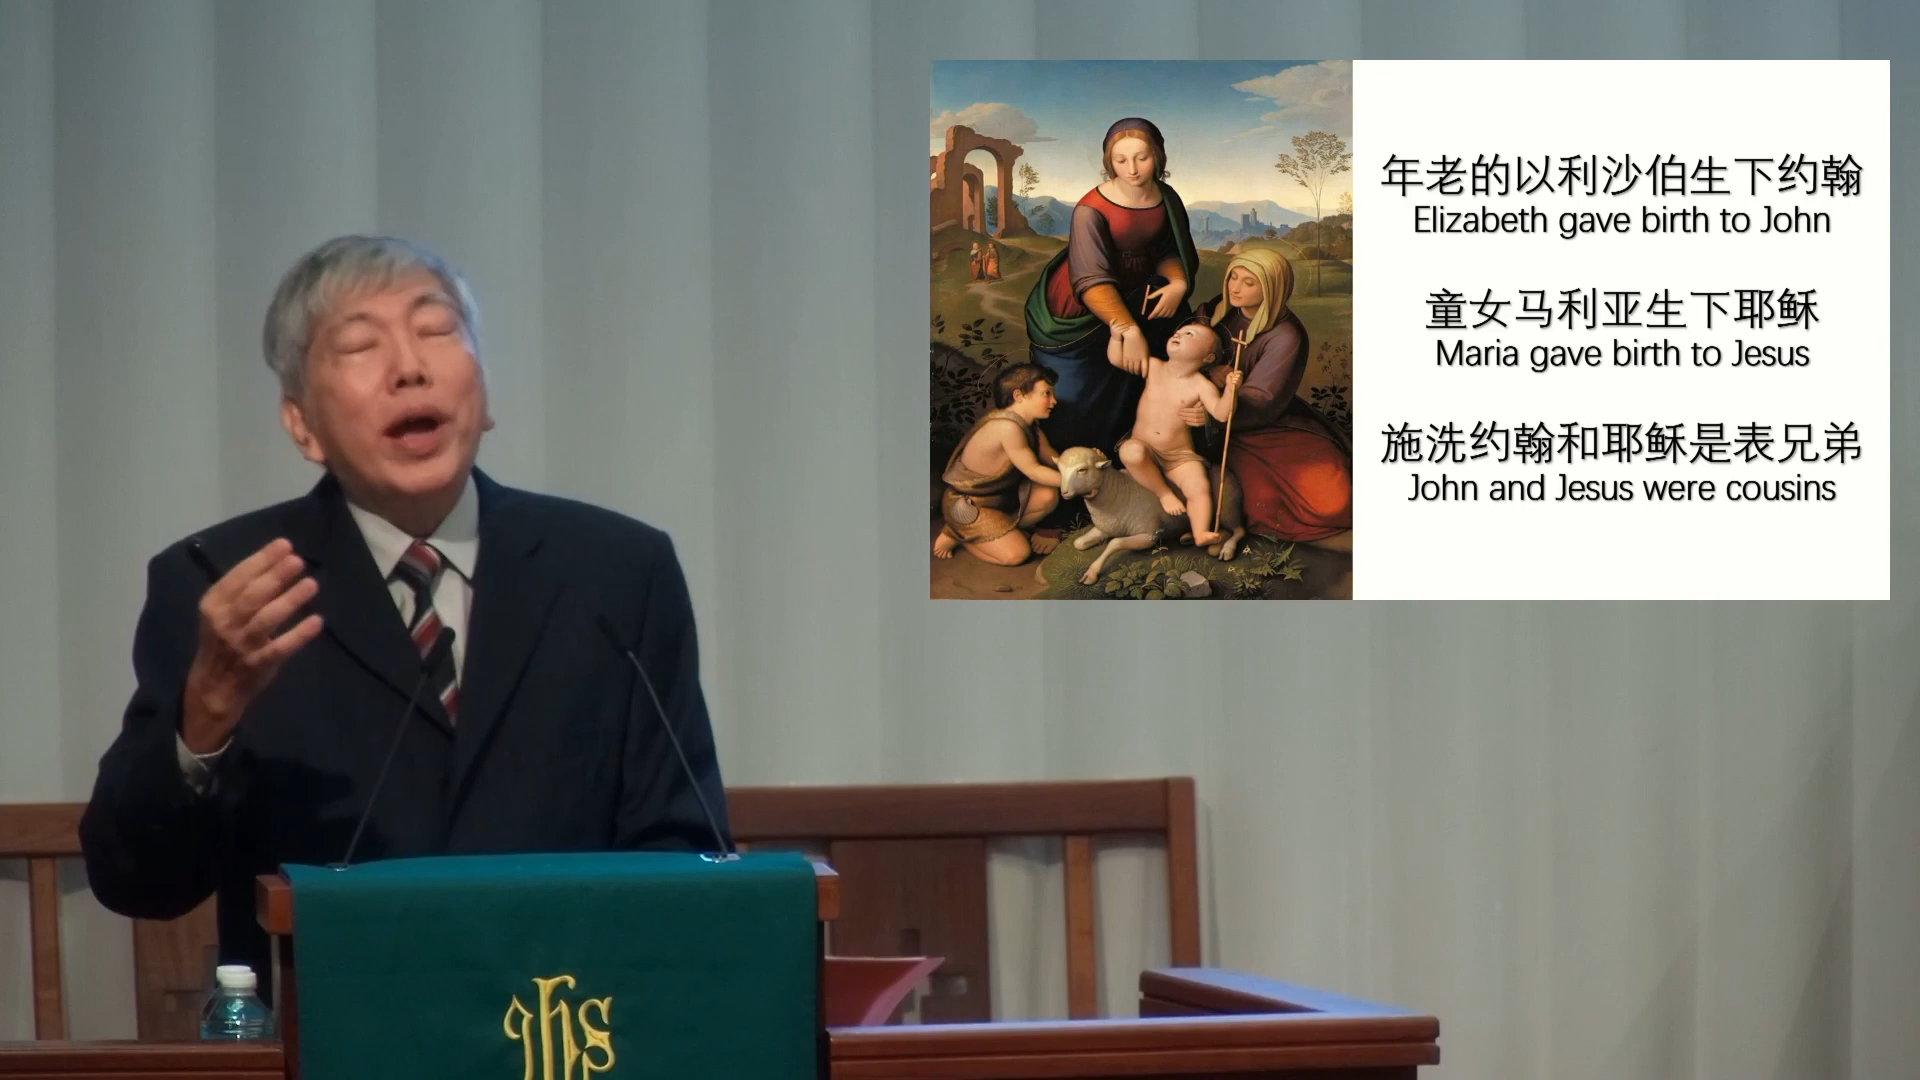 年老的以利沙伯生下约翰
Elizabeth gave birth to John
童女马利亚生下耶稣
Maria gave birth to Jesus
施洗约翰和耶稣是表兄弟
John and Jesus were cousins
IHS